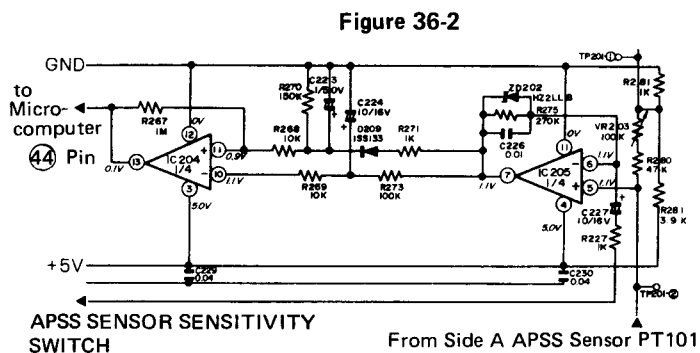 Figure 36-2
TP201-①
GND
to
Micro-
computer
44 Pin
R267
1M
0V
12
11
0.9V
13
0.1V
IC204
1/4
+
−
10
1.1V
3
5.0V
R270
150K
C223
1/50V
C224
10/16V
R268
10K
D209
1SS133
R271
1K
R269
10K
R273
100K
ZD202
HZ2LLB
R275
270K
C226
0.01
0V
11
1.1V
7
IC205
1/4
−
+
6
1.1V
5
1.1V
4
5.0V
C227
10/16V
R227
1K
R281
1K
VR203
100K
R280
47K
R281
3.9K
+5V
C229
0.04
C230
0.04
TP201-②
APSS SENSOR SENSITIVITY
SWITCH
From Side A APSS Sensor PT101